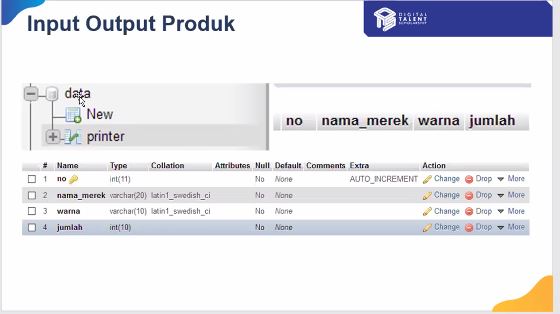 Input Output Produk
DIGITAL
TALENT
SCHOLARSHIP
data
New
printer
no nama_merek warna jumlah
# Name Type Collation Attributes Null Default Comments Extra Action
1 no int(11) No None AUTO_INCREMENT Change Drop More
2 nama_merek varchar(20) latin1_swedish_ci No None Change Drop More
3 warna varchar(10) latin1_swedish_ci No None Change Drop More
4 jumlah int(10) No None Change Drop More